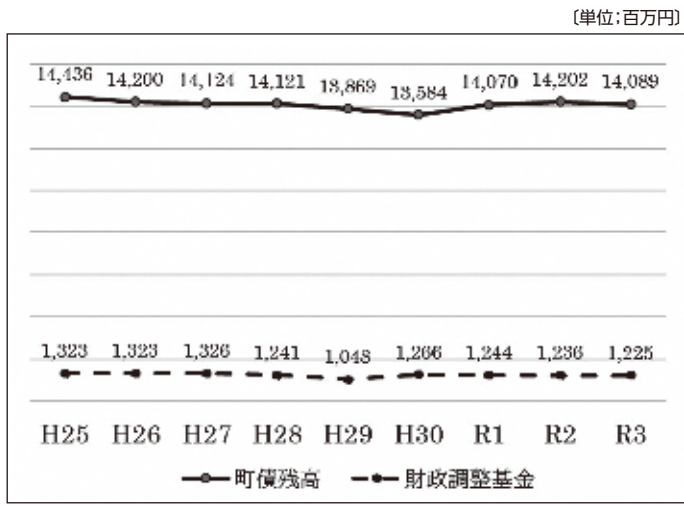 〔単位;百万円〕
14,436 14,200 14,124 14,121 13,869 13,584 14,070 14,202 14,089
1,323 1,323 1,326 1,241 1,048 1,266 1,244 1,236 1,225
H25 H26 H27 H28 H29 H30 R1 R2 R3
町債残高 財政調整基金